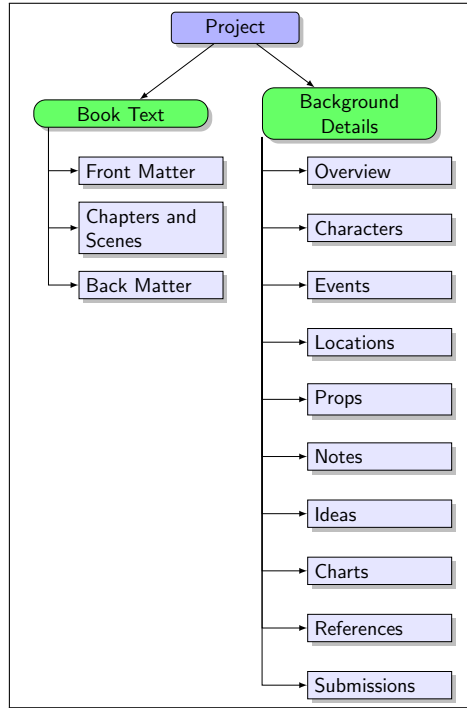 Project
Book Text
Front Matter
Chapters and
Scenes
Back Matter
Background
Details
Overview
Characters
Events
Locations
Props
Notes
Ideas
Charts
References
Submissions